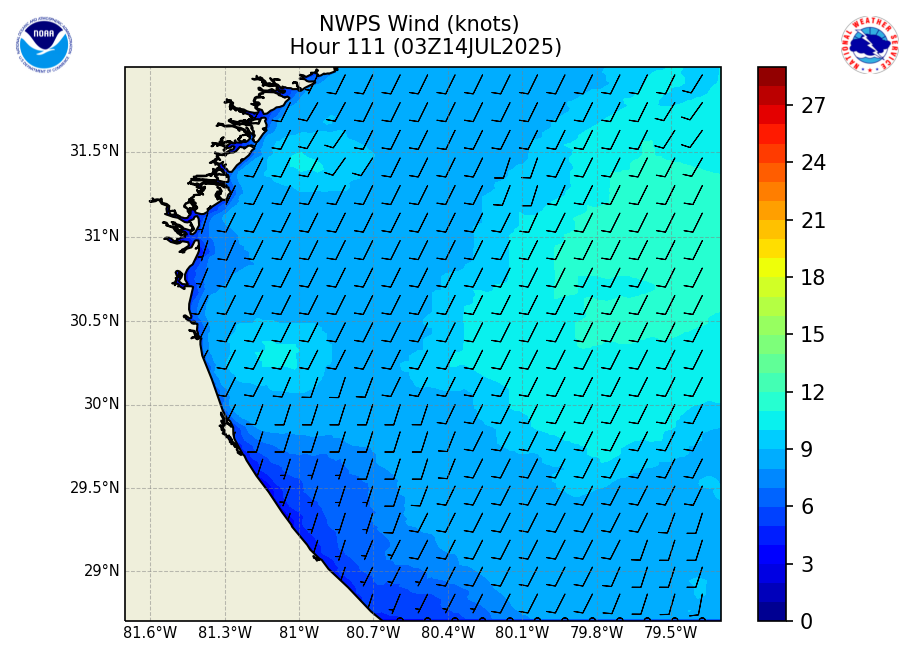 NWPS Wind (knots)
Hour 111 (03Z14JUL2025)
NOAA
NATIONAL WEATHER SERVICE
31.5°N
31°N
30.5°N
30°N
29.5°N
29°N
81.6°W 81.3°W 81°W 80.7°W 80.4°W 80.1°W 79.8°W 79.5°W
27
24
21
18
15
12
9
6
3
0